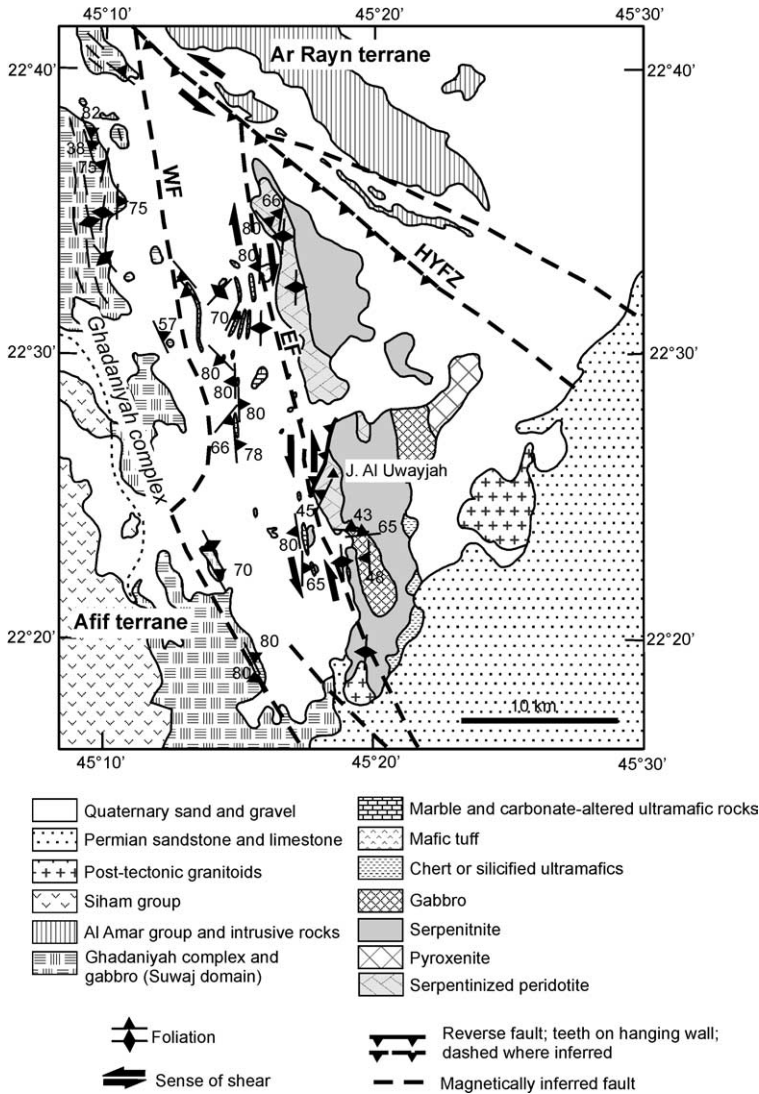 45°10'
45°20'
45°30'
22°40'
Ar Rayn terrane
22°40'
82
38
75
75
WF
66
80
80
HYFZ
70
57
EF
22°30'
22°30'
80
80
80
66
78
Ghadaniyah complex
J. Al Uwayjah
45
43
65
80
48
65
70
Afif terrane
22°20'
22°20'
80
80
10 km
45°10'
45°20'
45°30'
Quaternary sand and gravel
Permian sandstone and limestone
Post-tectonic granitoids
Siham group
Al Amar group and intrusive rocks
Ghadaniyah complex and
gabbro (Suwaj domain)
Marble and carbonate-altered ultramafic rocks
Mafic tuff
Chert or silicified ultramafics
Gabbro
Serpenitnite
Pyroxenite
Serpentinized peridotite
Foliation
Sense of shear
Reverse fault; teeth on hanging wall;
dashed where inferred
Magnetically inferred fault